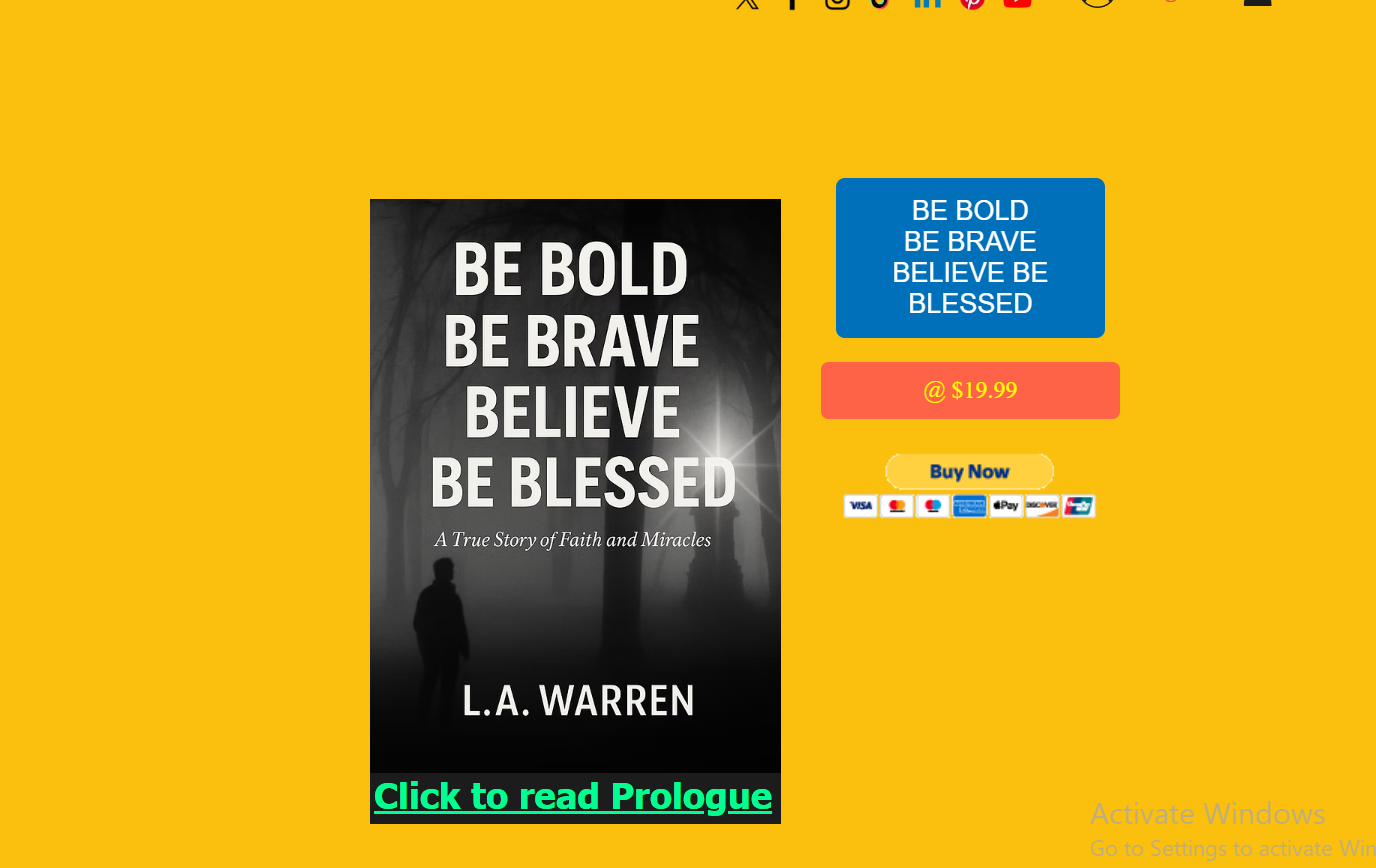 BE BOLD
BE BRAVE
BELIEVE
BE BLESSED
A True Story of Faith and Miracles
L.A. WARREN
Click to read Prologue
BE BOLD
BE BRAVE
BELIEVE BE
BLESSED
@ $19.99
Buy Now
VISA
Pay
DISCOVER
Activate Windows
Go to Settings to activate Win